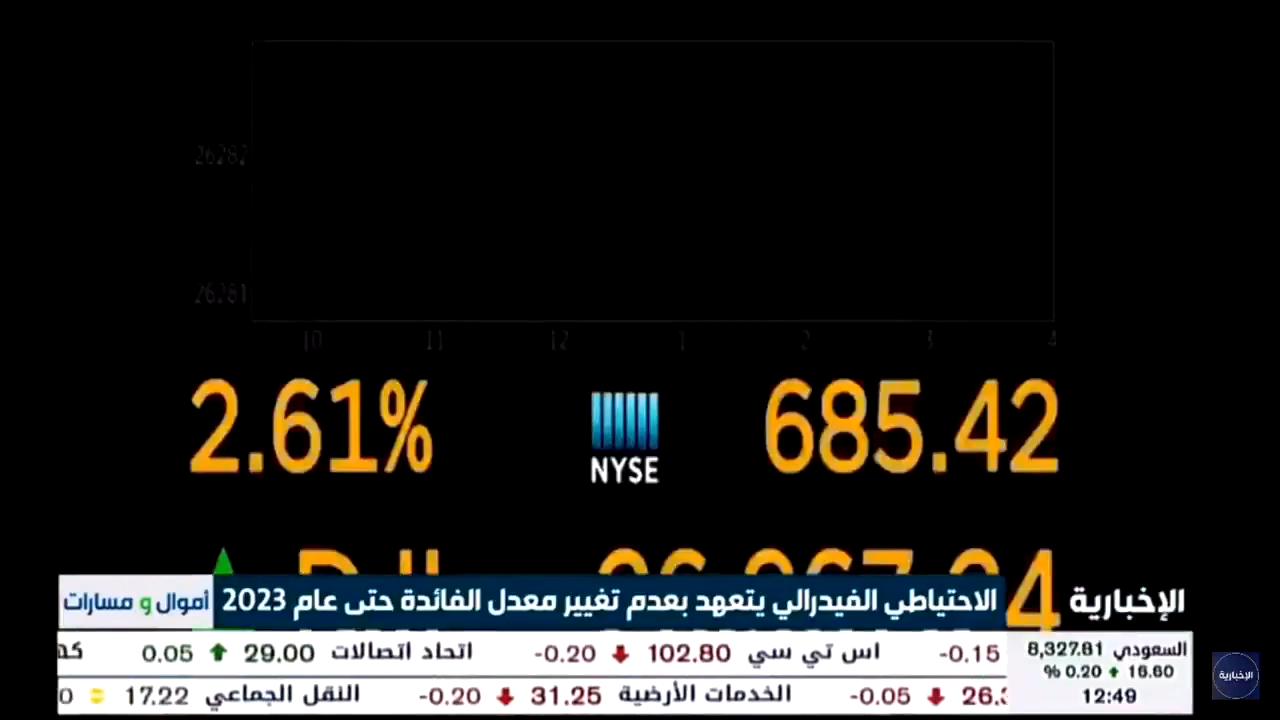 26282
26281
10 11 12 1 2 3 4
2.61% NYSE 685.42
الإخبارية الاحتياطي الفيدرالي يتعهد بعدم تغيير معدل الفائدة حتى عام 2023 أموال و مسارات
السعودي 8,327.81
16.60 0.20 %
12:49
-0.15 اس تي سي 102.80 -0.20 اتحاد اتصالات 29.00 0.05
-0.05 الخدمات الأرضية 31.25 -0.20 النقل الجماعي 17.22
الإخبارية